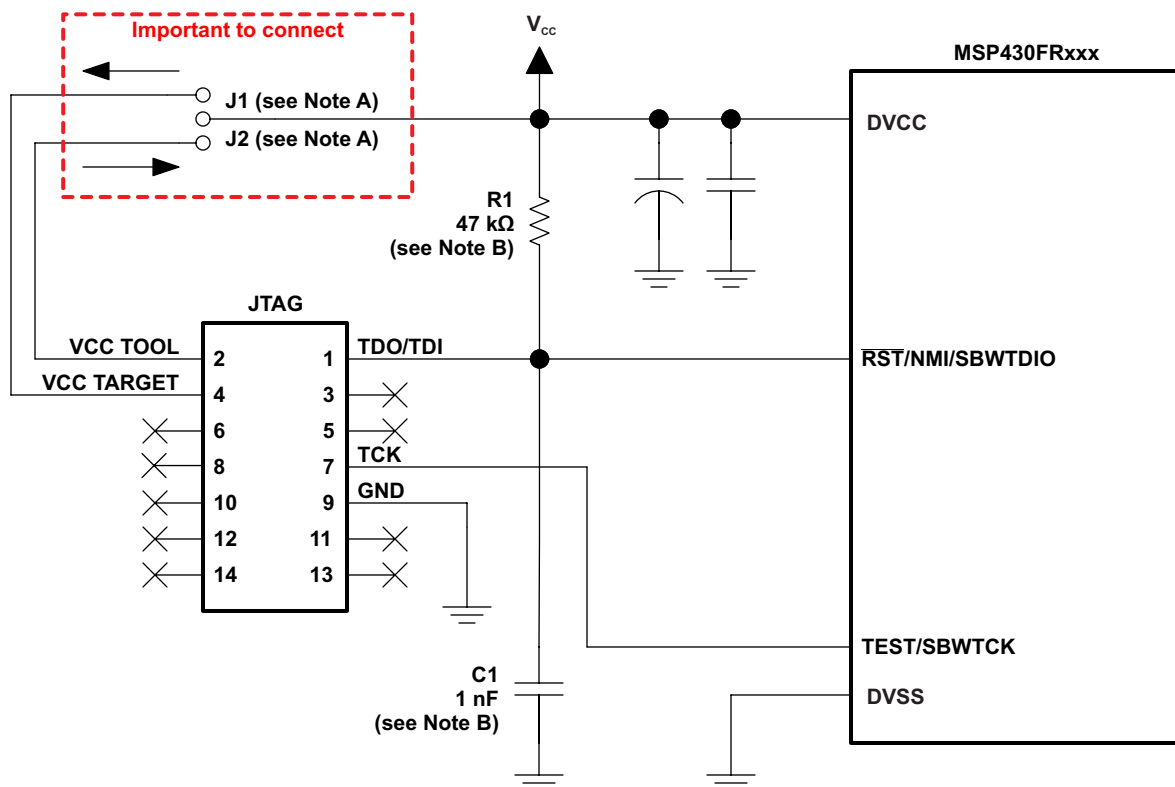 Important to connect
J1 (see Note A)
J2 (see Note A)
Vcc
MSP430FRxxx
DVCC
R1
47 kΩ
(see Note B)
JTAG
VCC TOOL
2
1
TDO/TDI
RST/NMI/SBWTDIO
VCC TARGET
4
3
6
5
8
7
TCK
10
9
GND
12
11
14
13
TEST/SBWTCK
C1
1 nF
(see Note B)
DVSS